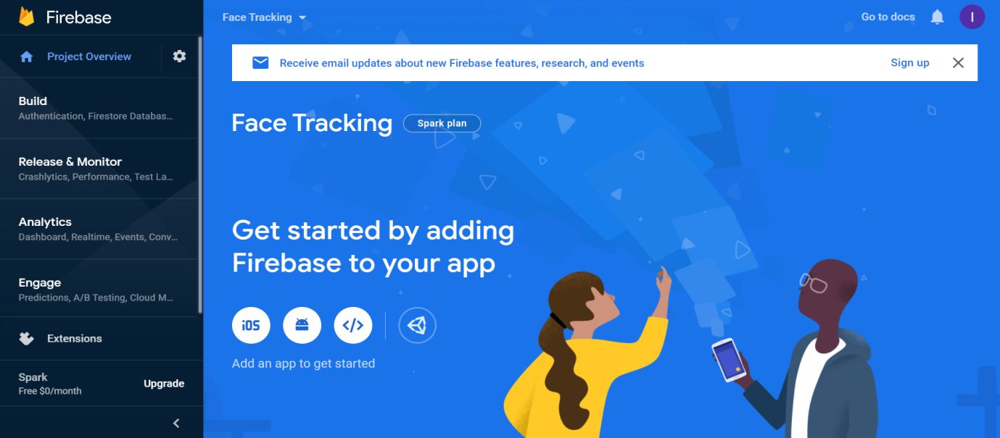 Firebase
Project Overview
Build
Authentication, Firestore Databas...
Release & Monitor
Crashlytics, Performance, Test La...
Analytics
Dashboard, Realtime, Events, Conv...
Engage
Predictions, A/B Testing, Cloud M...
Extensions
Spark
Free $0/month
Upgrade
Face Tracking
Go to docs
I
Receive email updates about new Firebase features, research, and events
Sign up
Face Tracking
Spark plan
Get started by adding
Firebase to your app
iOS
</>
Add an app to get started